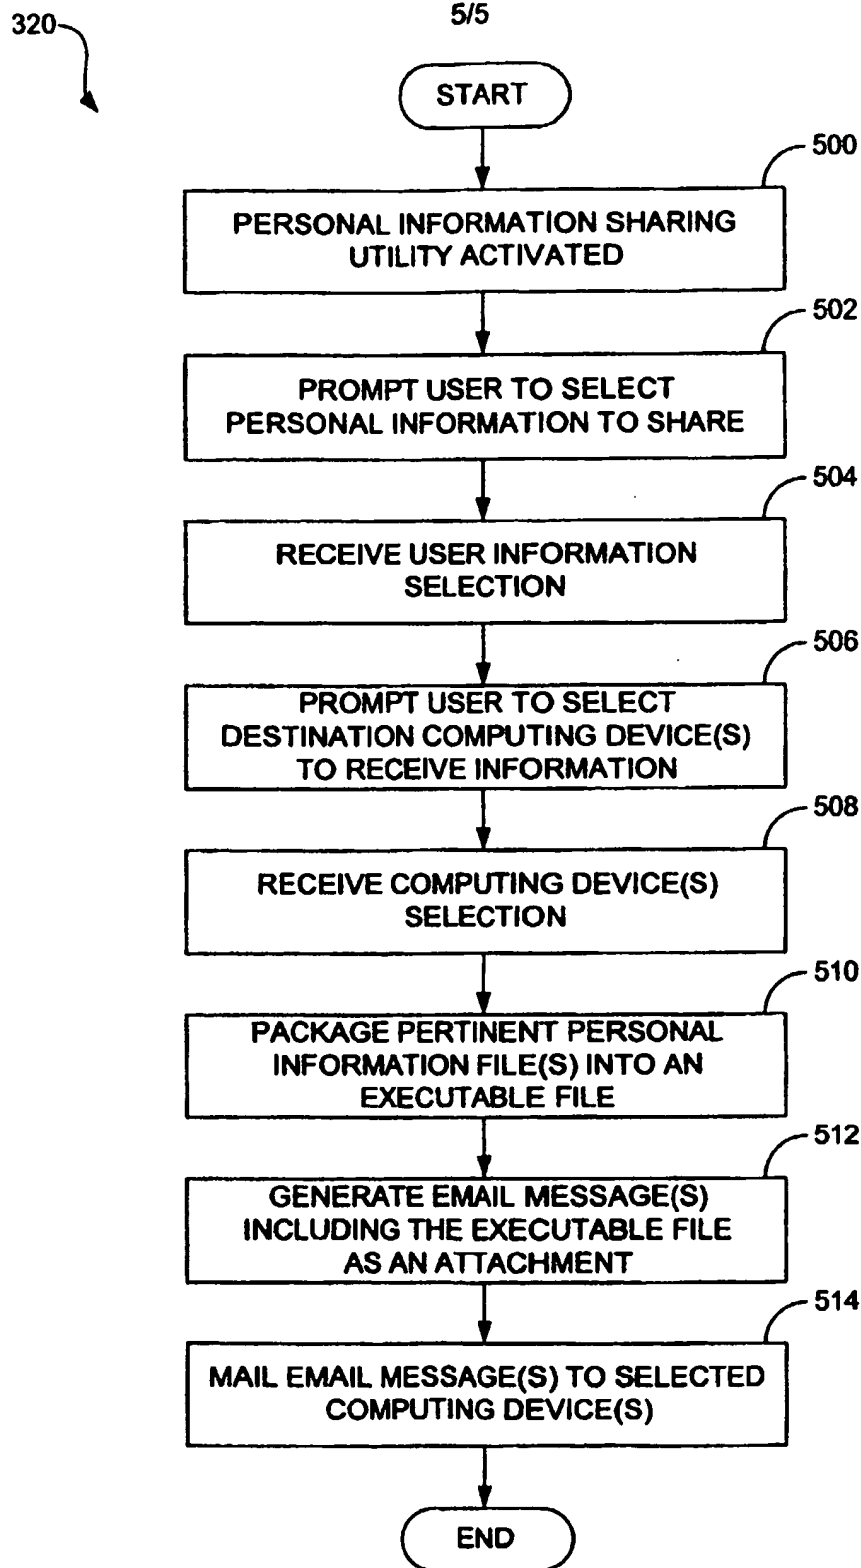 5/5
320
START
500
PERSONAL INFORMATION SHARING
UTILITY ACTIVATED
502
PROMPT USER TO SELECT
PERSONAL INFORMATION TO SHARE
504
RECEIVE USER INFORMATION
SELECTION
506
PROMPT USER TO SELECT
DESTINATION COMPUTING DEVICE(S)
TO RECEIVE INFORMATION
508
RECEIVE COMPUTING DEVICE(S)
SELECTION
510
PACKAGE PERTINENT PERSONAL
INFORMATION FILE(S) INTO AN
EXECUTABLE FILE
512
GENERATE EMAIL MESSAGE(S)
INCLUDING THE EXECUTABLE FILE
AS AN ATTACHMENT
514
MAIL EMAIL MESSAGE(S) TO SELECTED
COMPUTING DEVICE(S)
END